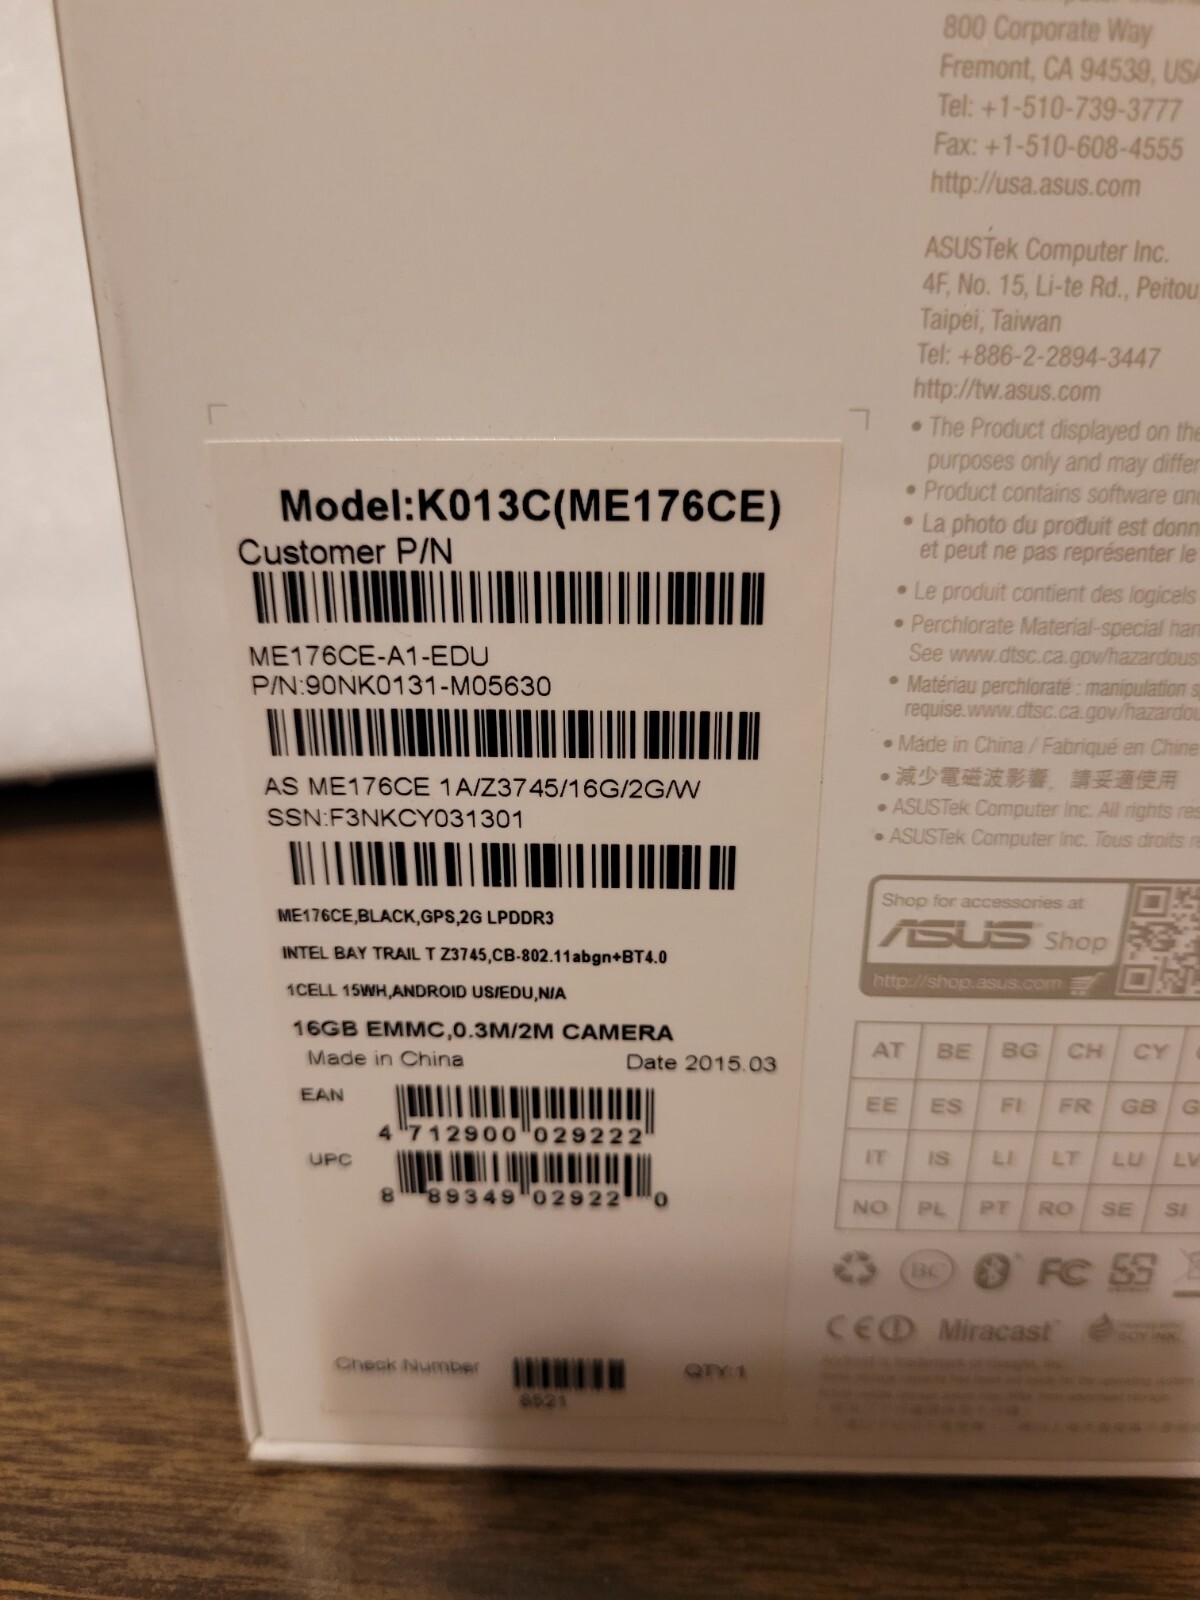 800 Corporate Way
Fremont, CA 94539, USA
Tel: +1-510-739-3777
Fax: +1-510-608-4555
http://usa.asus.com
ASUSTek Computer Inc.
4F, No. 15, Li-te Rd., Peitou
Taipei, Taiwan
Tel: +886-2-2894-3447
http://tw.asus.com
• The Product displayed on the
purposes only and may differ
• Product contains software and
• La photo du produit est donn
et peut ne pas représenter le
• Le produit contient des logicels
• Perchlorate Material-special han
See www.dtsc.ca.gov/hazardous
• Matériau perchloraté : manipulation s
requise.www.dtsc.ca.gov/hazardou
• Made in China / Fabriqué en Chine
• 減少電磁波影響，請妥適使用
• ASUSTek Computer Inc. All rights res
• ASUSTek Computer Inc. Tous droits re
Shop for accessories at
ASUS Shop
http://shop.asus.com
AT BE BG CH CY
EE ES FI FR GB G
IT IS LI LT LU LV
NO PL PT RO SE SI
BC FC
CE Miracast
SOY INK
Model:K013C(ME176CE)
Customer P/N
ME176CE-A1-EDU
P/N:90NK0131-M05630
AS ME176CE 1A/Z3745/16G/2G/W
SSN:F3NKCY031301
ME176CE,BLACK,GPS,2G LPDDR3
INTEL BAY TRAIL T Z3745,CB-802.11abgn+BT4.0
1CELL 15WH,ANDROID US/EDU,N/A
16GB EMMC,0.3M/2M CAMERA
Made in China Date 2015.03
EAN
4 712900 029222
UPC
8 89349 02922 0
Check Number QTY:1
6521